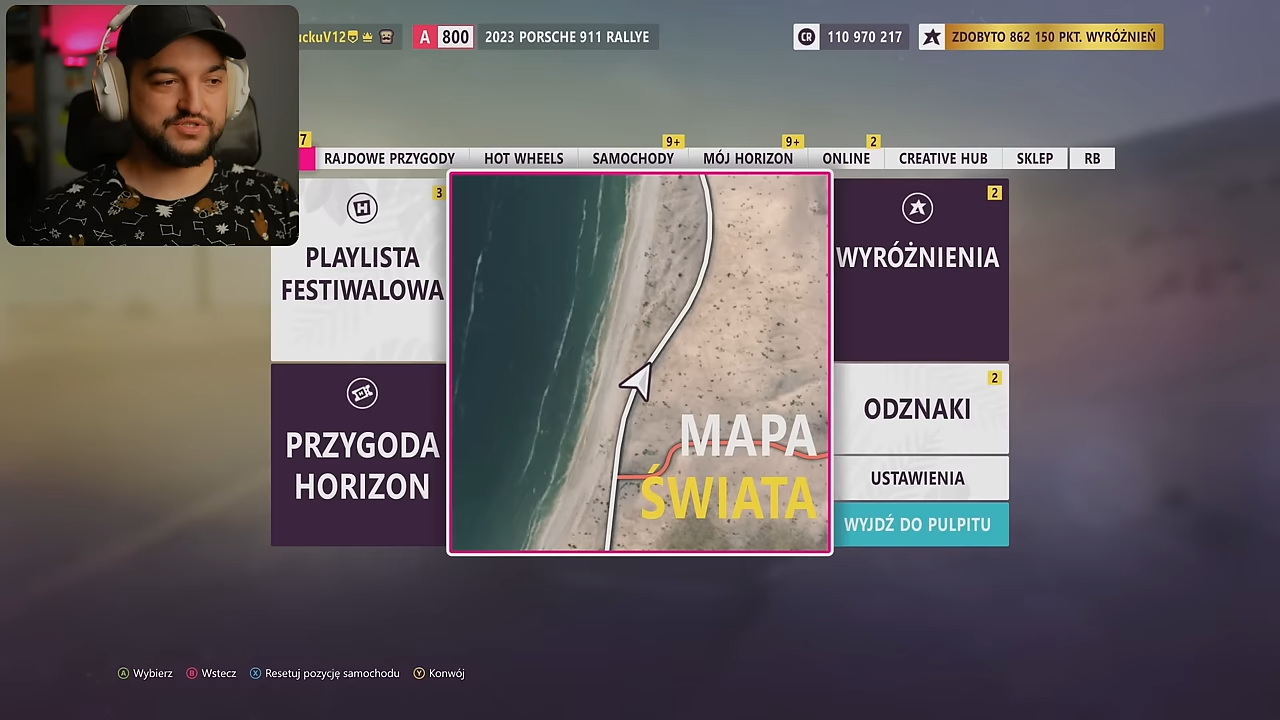 uckuV12
A 800
2023 PORSCHE 911 RALLYE
CR 110 970 217
ZDOBYTO 862 150 PKT. WYRÓŻNIEŃ
7
9+
9+
2
RAJDOWE PRZYGODY
HOT WHEELS
SAMOCHODY
MÓJ HORIZON
ONLINE
CREATIVE HUB
SKLEP
RB
3
PLAYLISTA
FESTIWALOWA
PRZYGODA
HORIZON
MAPA
ŚWIATA
2
WYRÓŻNIENIA
2
ODZNAKI
USTAWIENIA
WYJDŹ DO PULPITU
A Wybierz
B Wstecz
X Resetuj pozycję samochodu
Y Konwój